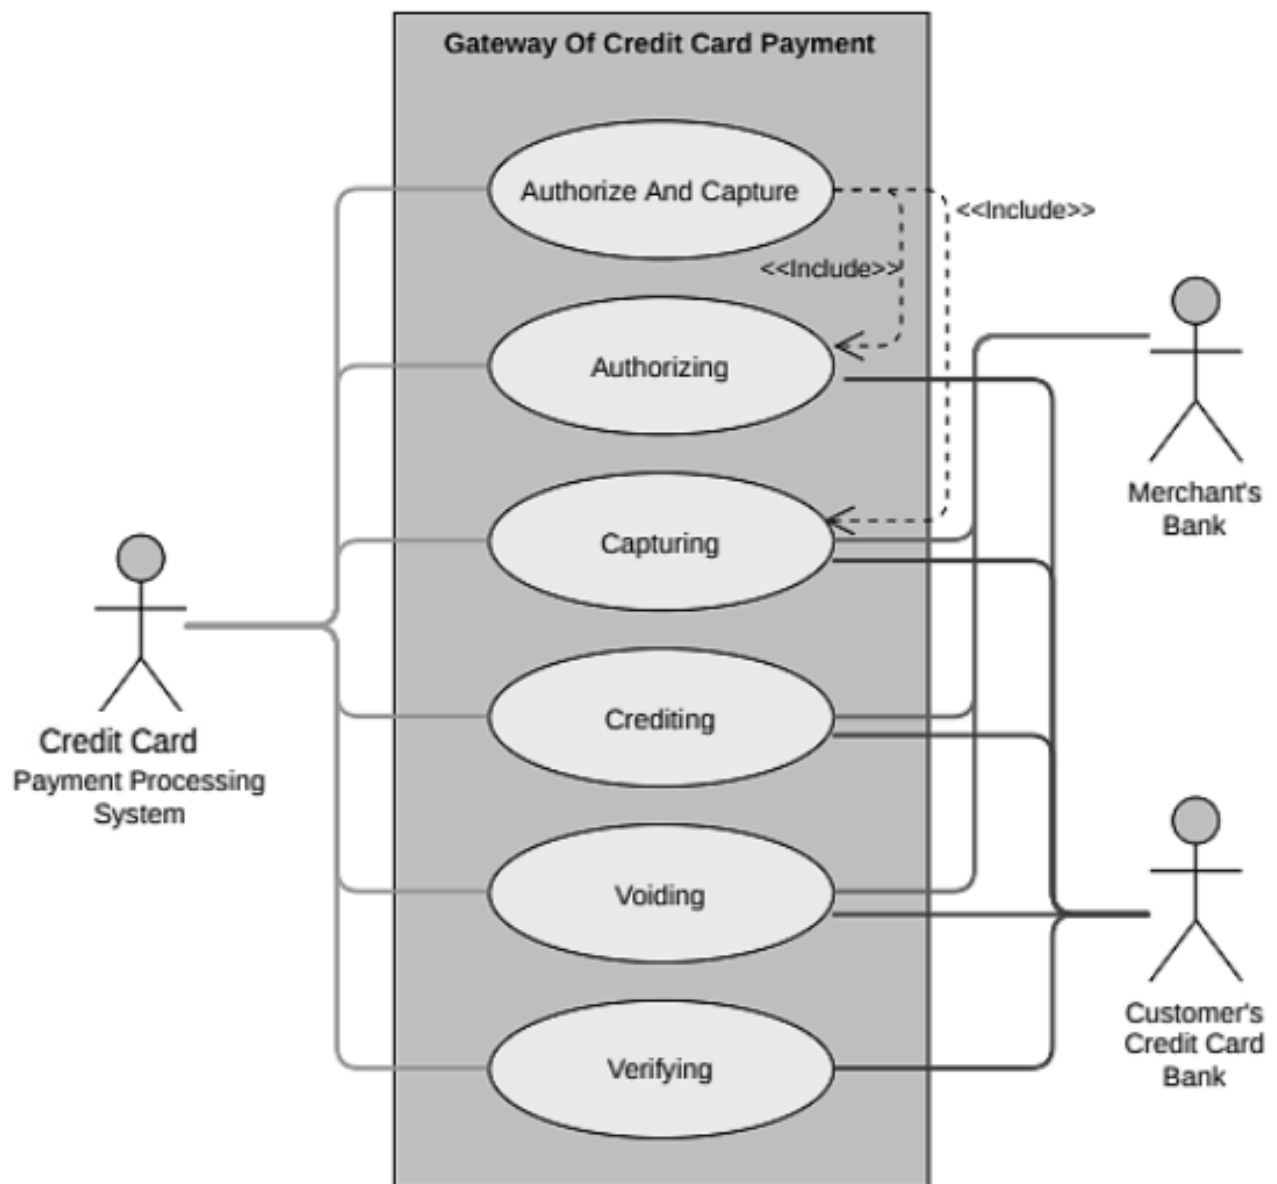 Gateway Of Credit Card Payment
Authorize And Capture
<<Include>>
<<Include>>
Authorizing
Merchant's
Bank
Capturing
Credit Card
Payment Processing
System
Crediting
Voiding
Customer's
Credit Card
Bank
Verifying